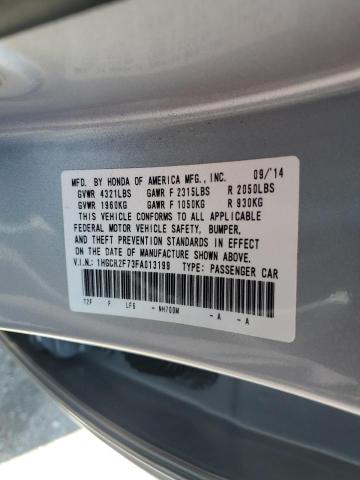 MFD. BY HONDA OF AMERICA MFG., INC. 09/'14
GVWR 4321LBS GAWR F 2315LBS R 2050LBS
GVWR 1960KG GAWR F 1050KG R 930KG
THIS VEHICLE CONFORMS TO ALL APPLICABLE
FEDERAL MOTOR VEHICLE SAFETY, BUMPER,
AND THEFT PREVENTION STANDARDS IN EFFECT
ON THE DATE OF MANUFACTURE SHOWN ABOVE.
V.I.N.: 1HGCR2F73FA013199 TYPE: PASSENGER CAR
T2F F LF6 - NH700M - A - A